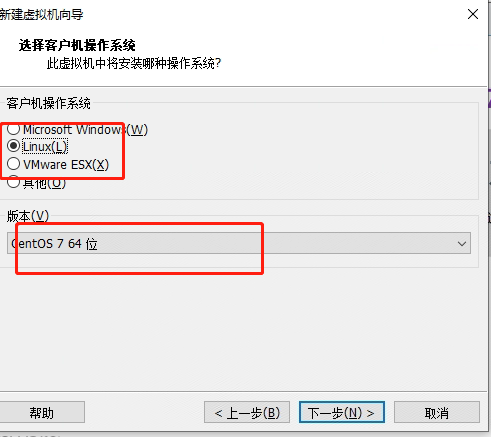 新建虚拟机向导
选择客户机操作系统
此虚拟机中将安装哪种操作系统?
客户机操作系统
Microsoft Windows(W)
Linux(L)
VMware ESX(X)
其他(O)
版本(V)
CentOS 7 64 位
帮助
< 上一步(B)
下一步(N) >
取消